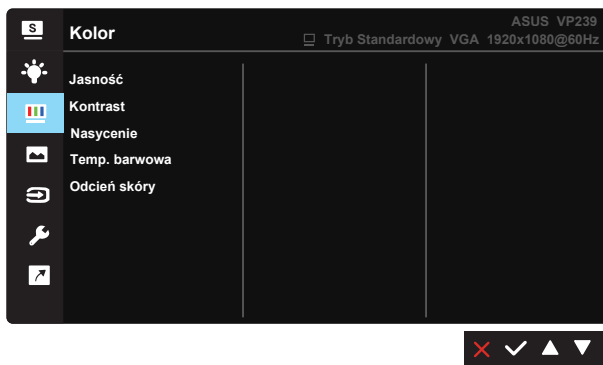 S
Kolor
ASUS VP239
Tryb Standardowy VGA 1920x1080@60Hz
Jasność
Kontrast
Nasycenie
Temp. barwowa
Odcień skóry